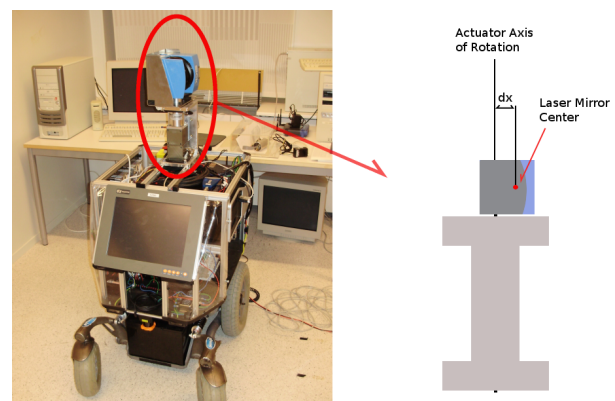 Actuator Axis
of Rotation
dx
Laser Mirror
Center